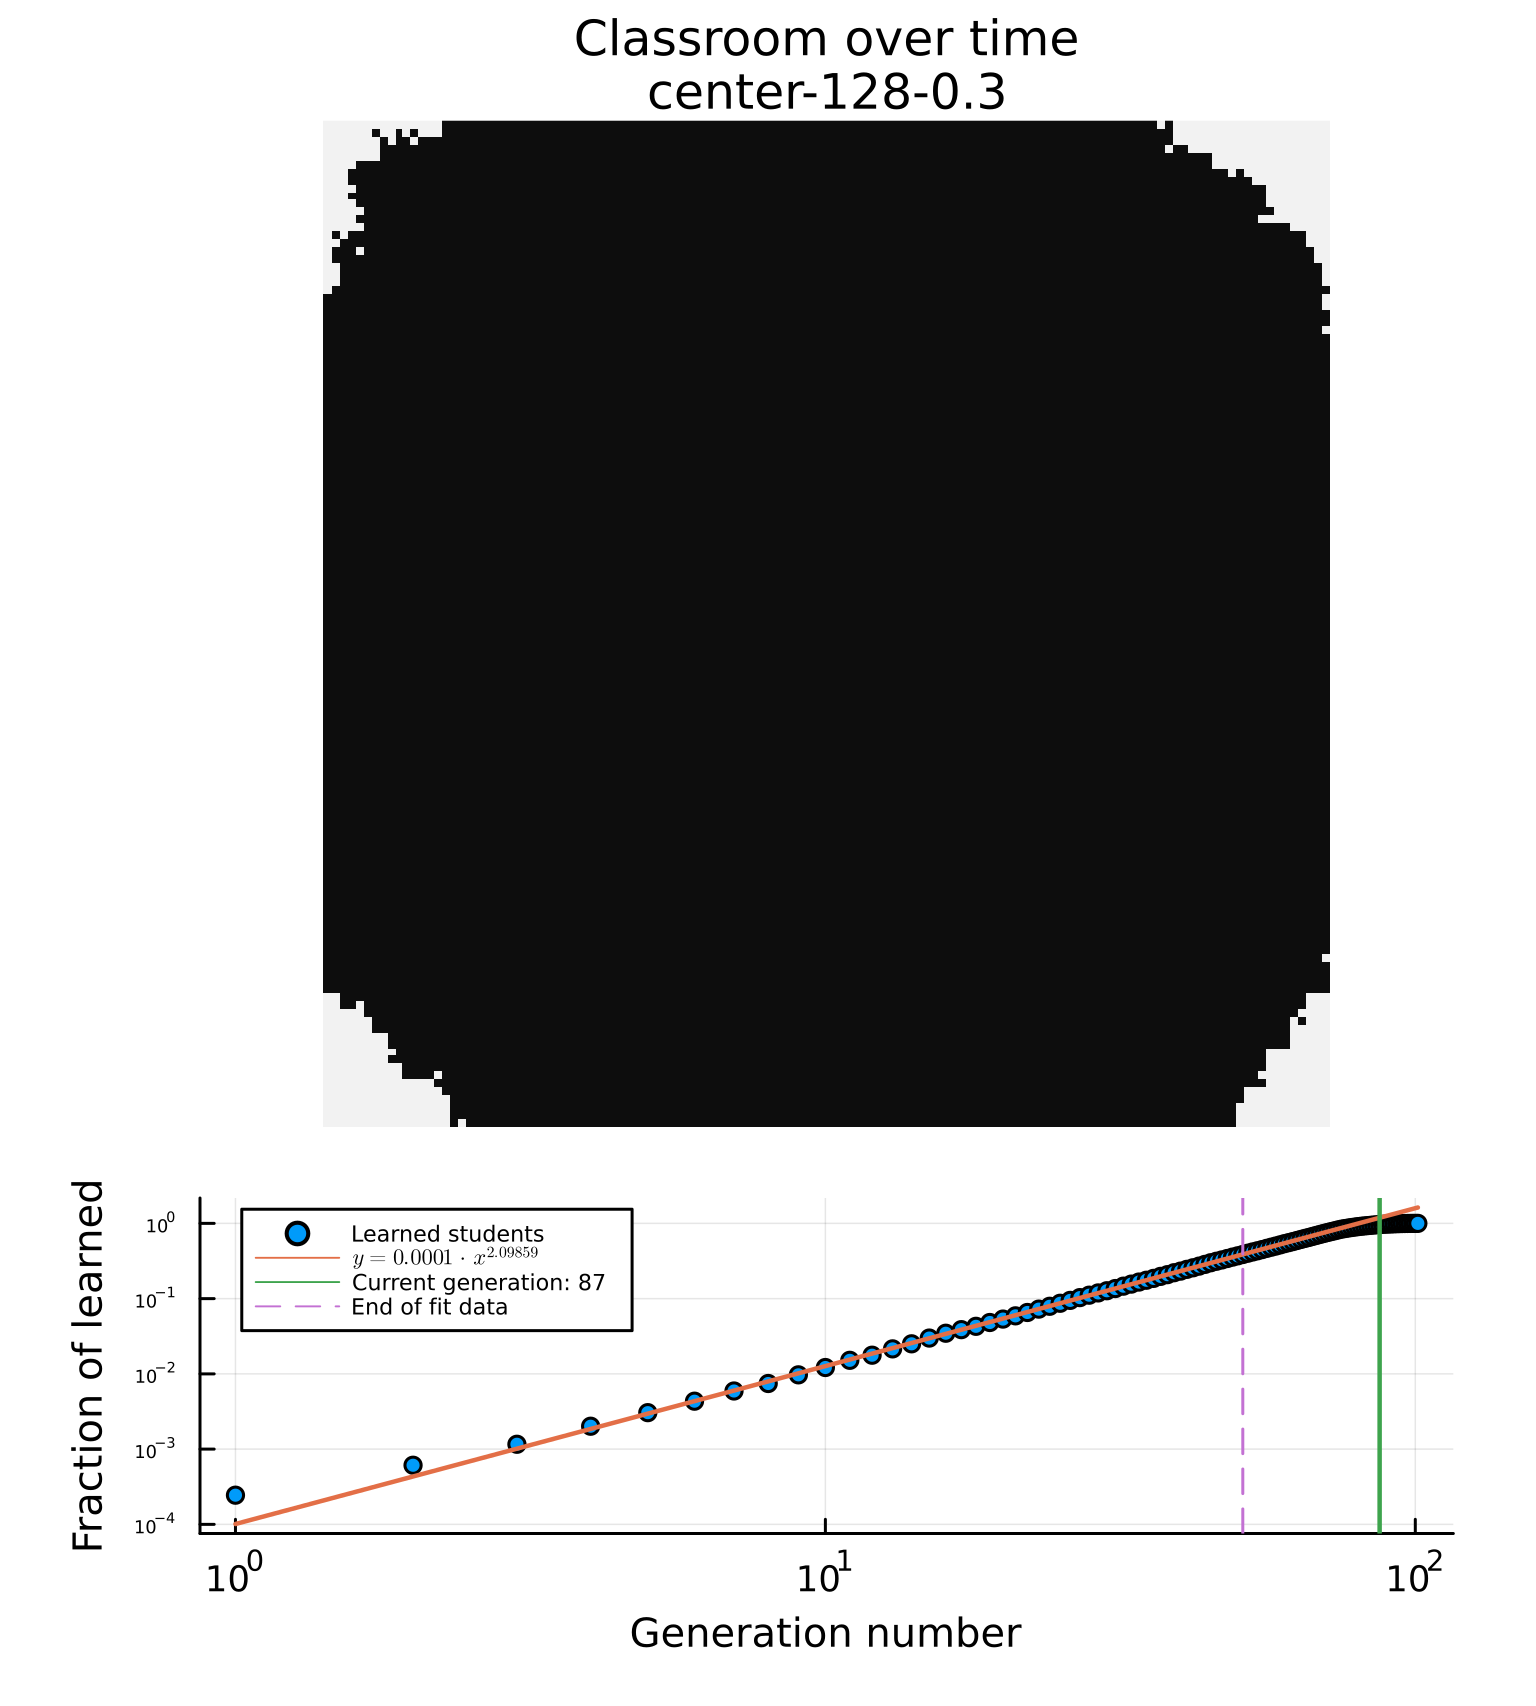 Classroom over time
center-128-0.3
Fraction of learned
10^0
10^-1
10^-2
10^-3
10^-4
Learned students
y = 0.0001 · x^2.09859
Current generation: 87
End of fit data
10^0 10^1 10^2
Generation number